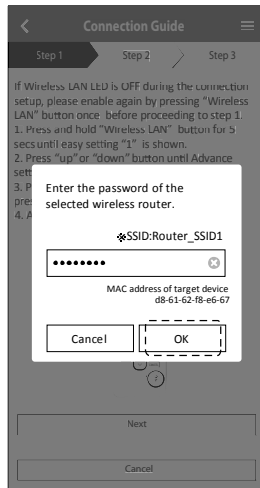 Connection Guide
Step 1
Step 2
Step 3
If Wireless LAN LED is OFF during the connection
setup, please enable again by pressing "Wireless
LAN" button once before proceeding to step 1.
1. Press and hold "Wireless LAN" button for 5
secs until easy setting "1" is shown.
2. Press "up" or "down" button until Advance
sett
3. P
pres
4. A
Enter the password of the
selected wireless router.
※SSID:Router_SSID1
••••••••
MAC address of target device
d8-61-62-f8-e6-67
Cancel
OK
2
Next
Cancel